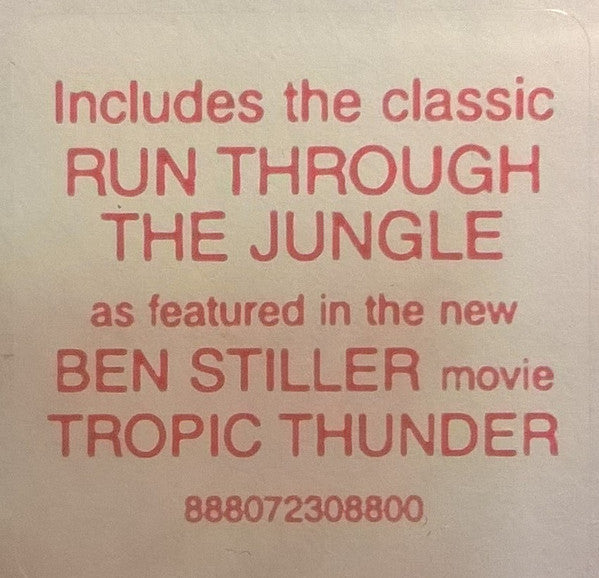 Includes the classic
RUN THROUGH
THE JUNGLE
as featured in the new
BEN STILLER movie
TROPIC THUNDER
888072308800